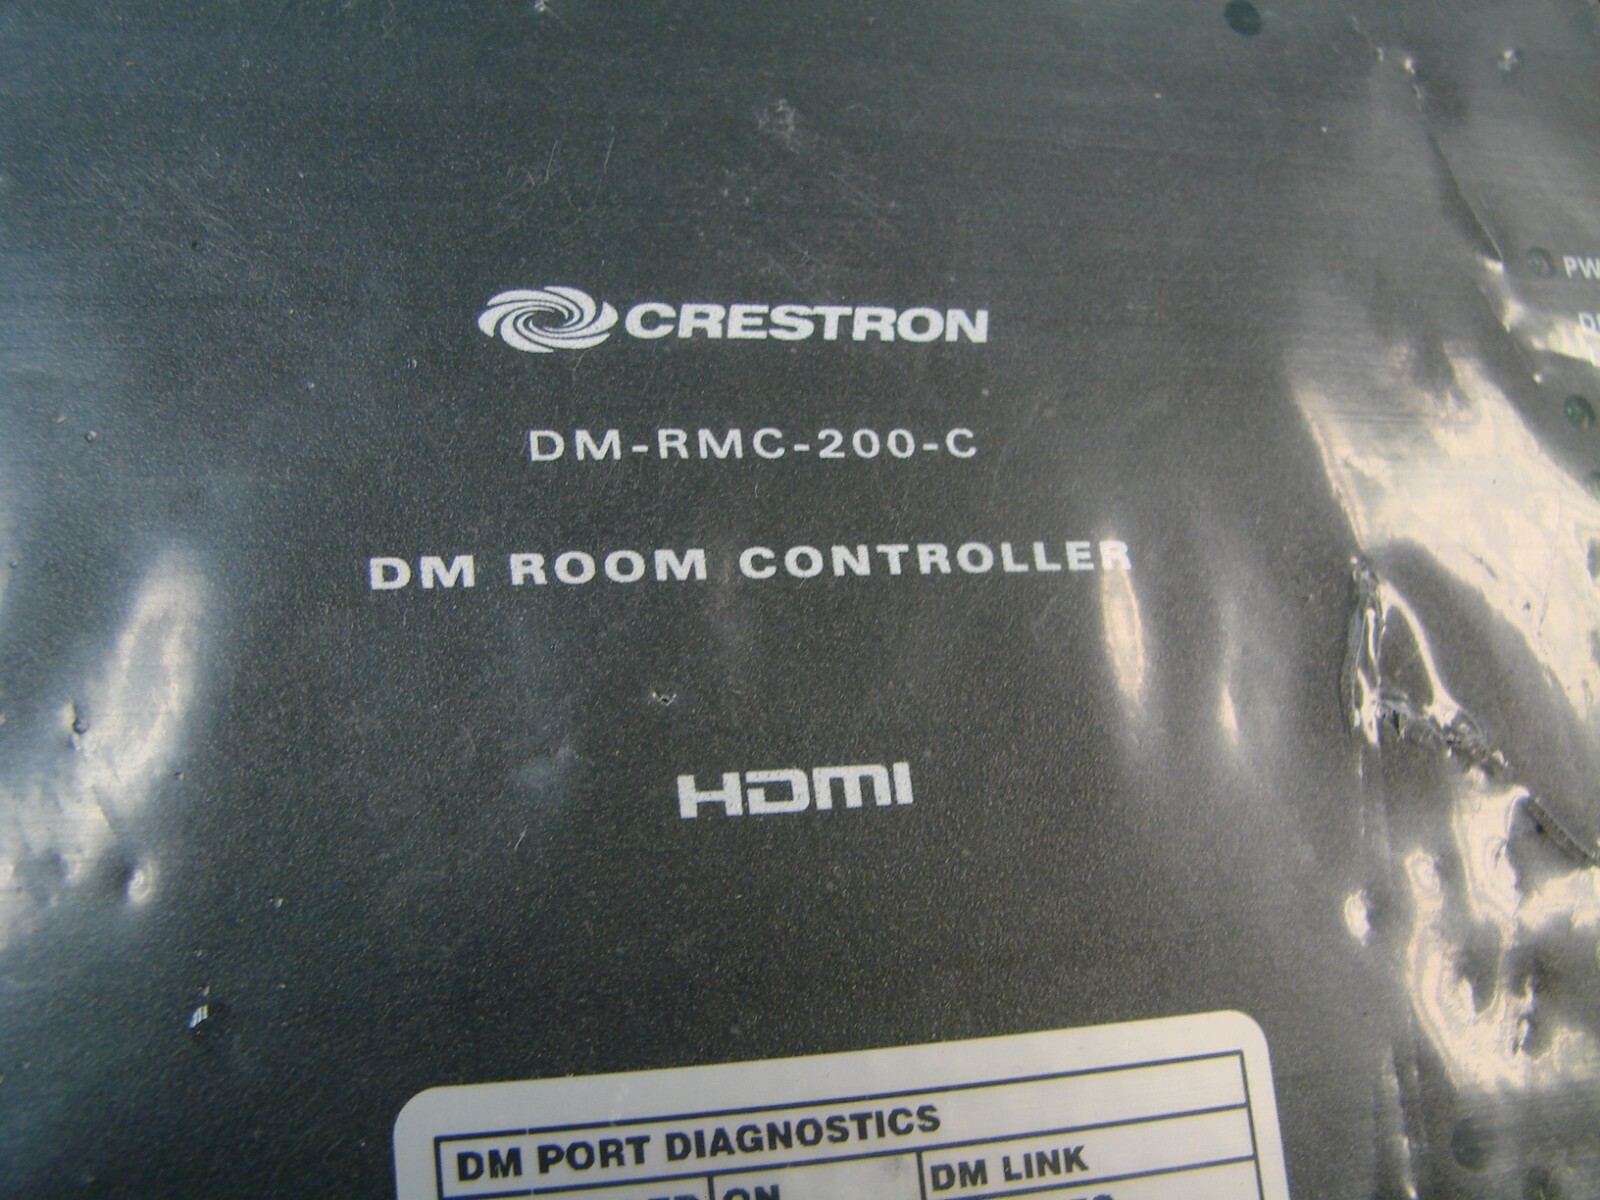 CRESTRON
DM-RMC-200-C
DM ROOM CONTROLLER
HDMI
DM PORT DIAGNOSTICS
DM LINK
ON